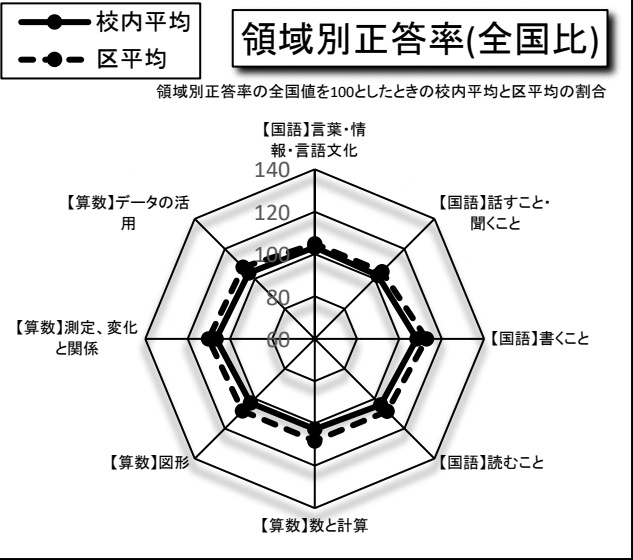 校内平均
区平均
領域別正答率(全国比)
領域別正答率の全国値を100としたときの校内平均と区平均の割合
【国語】言葉・情
報・言語文化
【国語】話すこと・
聞くこと
【国語】書くこと
【国語】読むこと
【算数】数と計算
【算数】図形
【算数】測定、変化
と関係
【算数】データの活
用
140
120
100
80
60